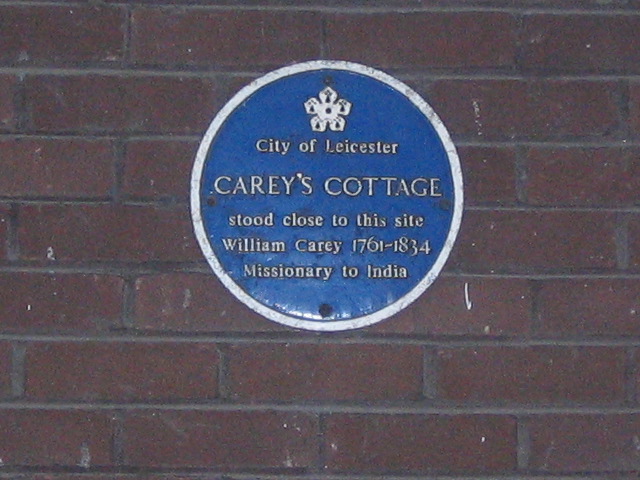 City of Leicester
CAREY'S COTTAGE
stood close to this site
William Carey 1761-1834
Missionary to India